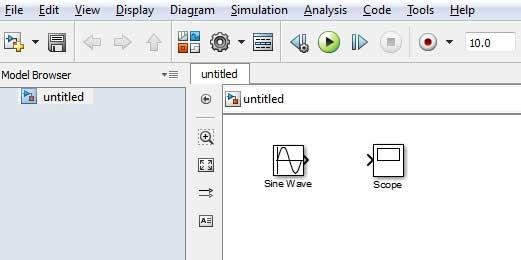 File Edit View Display Diagram Simulation Analysis Code Tools Help
10.0
Model Browser
untitled
untitled
untitled
Sine Wave
Scope